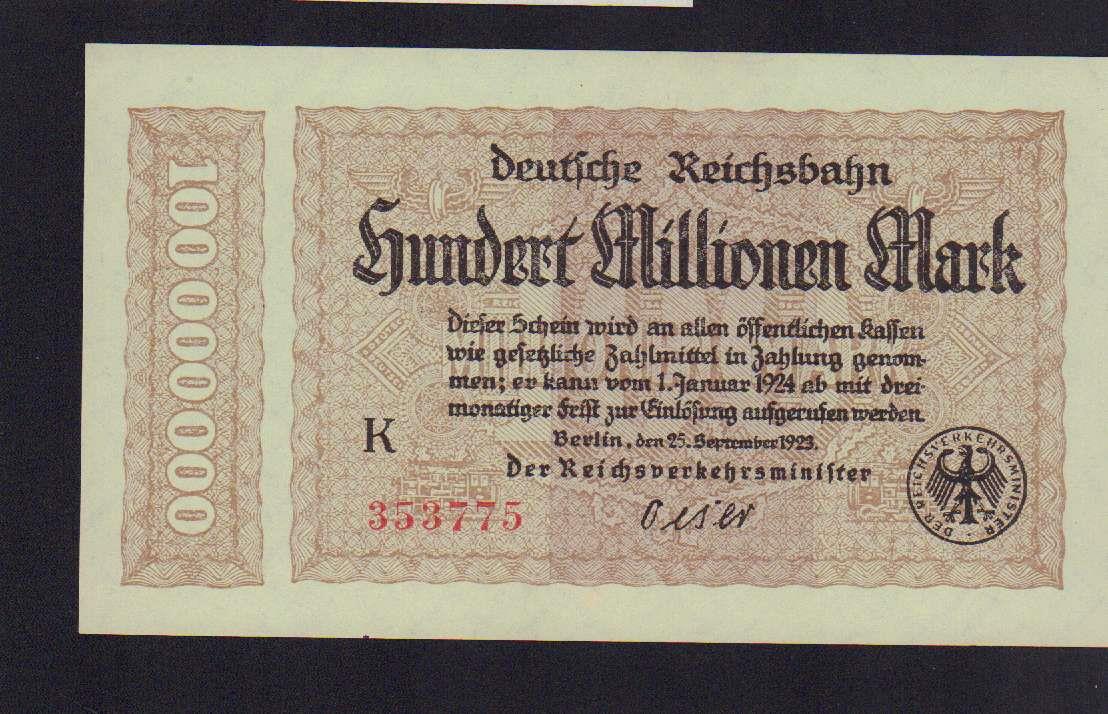 100000000
Deutsche Reichsbahn
Hundert Millionen Mark
Dieser Schein wird an allen öffentlichen Kassen
wie gesetzliche Zahlmittel in Zahlung genom-
men; er kann vom 1. Januar 1924 ab mit drei-
monatiger Frist zur Einlösung aufgerufen werden.
Berlin, den 25. September 1923.
K
Der Reichsverkehrsminister
353775
Oeser
DER REICHSVERKEHRSMINISTER